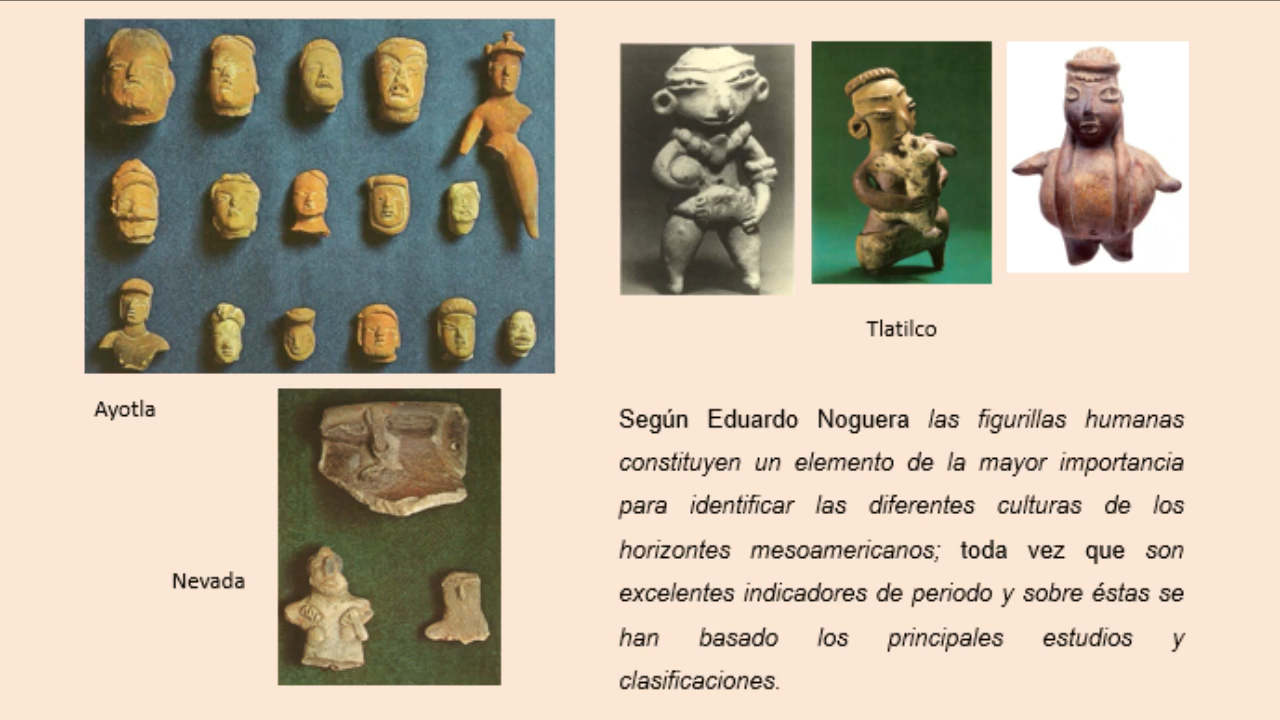 Ayotla
Nevada
Tlatilco
Según Eduardo Noguera las figurillas humanas
constituyen un elemento de la mayor importancia
para identificar las diferentes culturas de los
horizontes mesoamericanos; toda vez que son
excelentes indicadores de periodo y sobre éstas se
han basado los principales estudios y
clasificaciones.